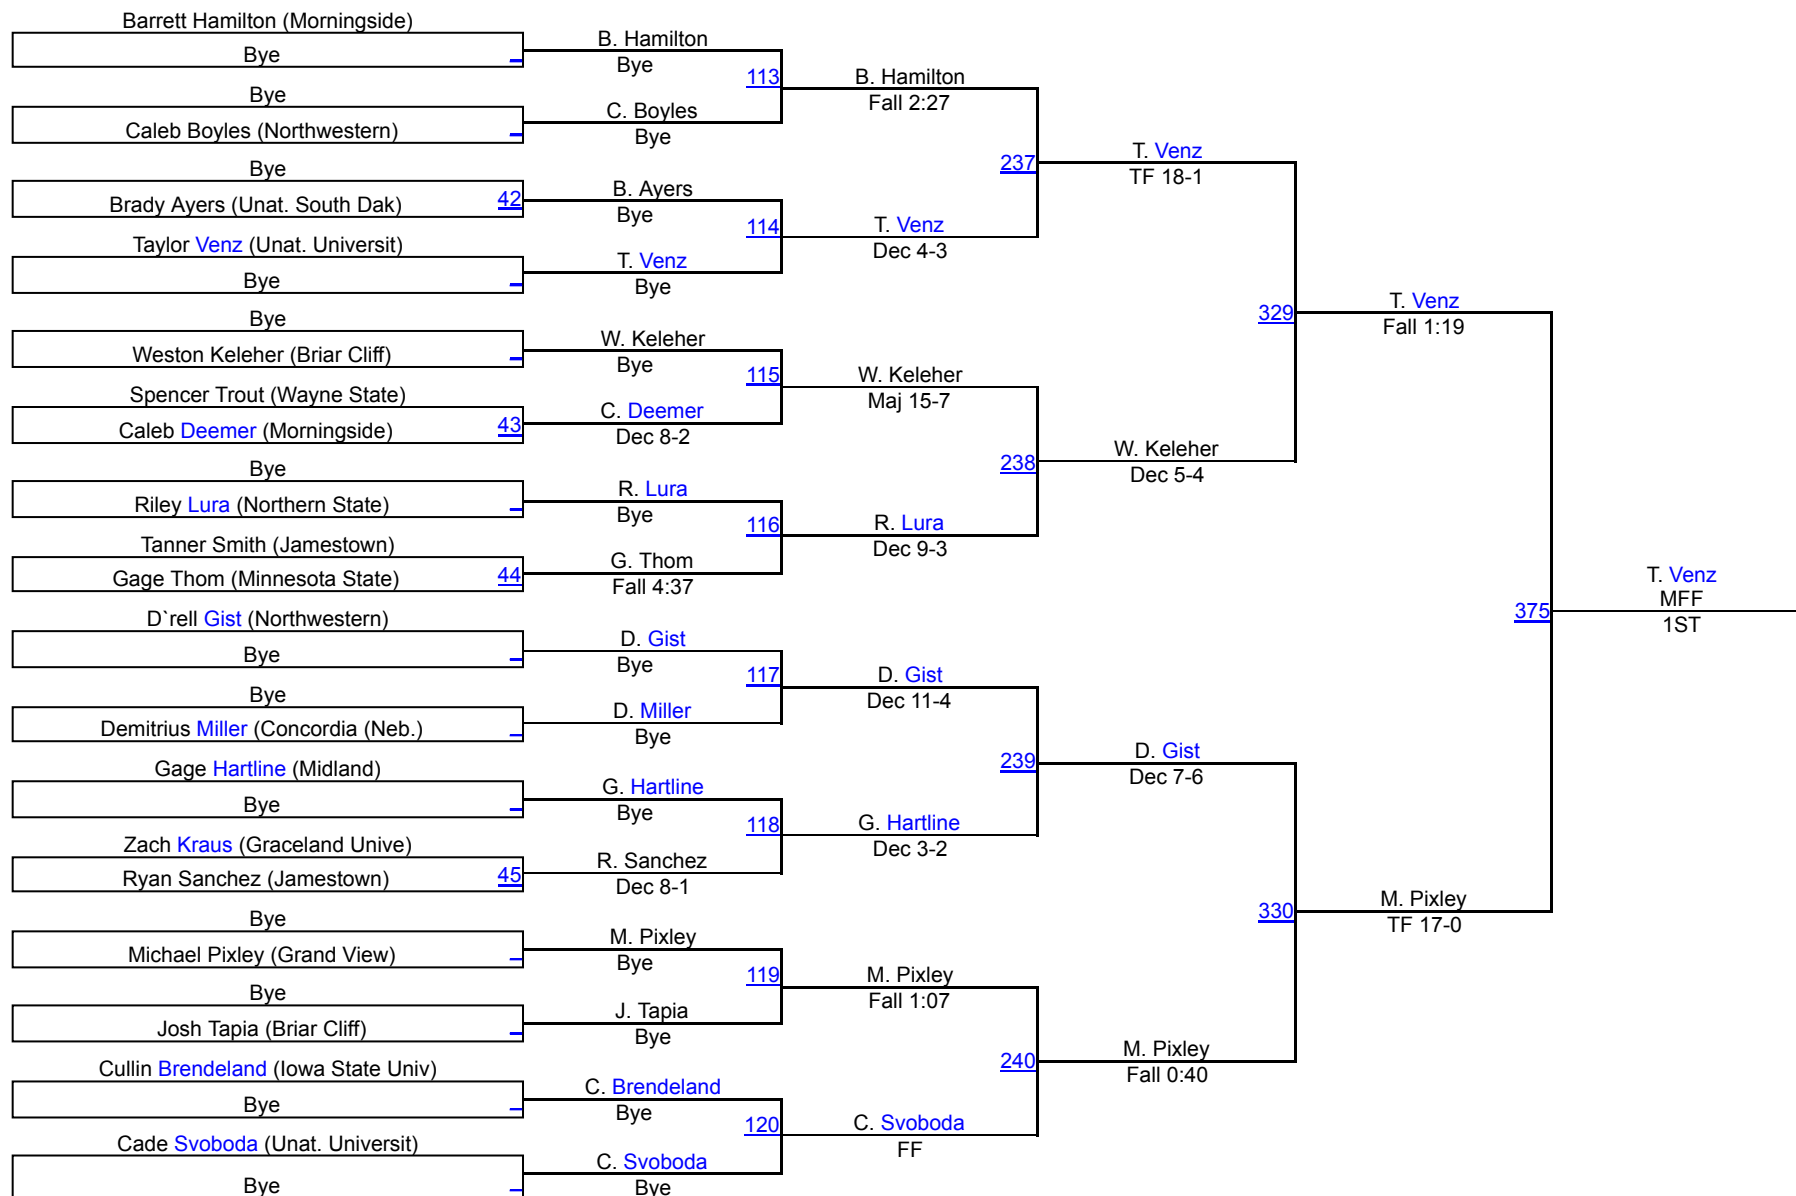 Barrett Hamilton (Morningside)
Bye
Bye
Caleb Boyles (Northwestern)
Bye
Brady Ayers (Unat. South Dak)
42
Taylor Venz (Unat. Universit)
Bye
Bye
Weston Keleher (Briar Cliff)
Spencer Trout (Wayne State)
Caleb Deemer (Morningside)
43
Bye
Riley Lura (Northern State)
Tanner Smith (Jamestown)
Gage Thom (Minnesota State)
44
D`rell Gist (Northwestern)
Bye
Bye
Demitrius Miller (Concordia (Neb.)
Gage Hartline (Midland)
Bye
Zach Kraus (Graceland Unive)
Ryan Sanchez (Jamestown)
45
Bye
Michael Pixley (Grand View)
Bye
Josh Tapia (Briar Cliff)
Cullin Brendeland (Iowa State Univ)
Bye
Cade Svoboda (Unat. Universit)
Bye
B. Hamilton
Bye
113
C. Boyles
Bye
B. Ayers
Bye
114
T. Venz
Bye
W. Keleher
Bye
115
C. Deemer
Dec 8-2
R. Lura
Bye
116
G. Thom
Fall 4:37
D. Gist
Bye
117
D. Miller
Bye
G. Hartline
Bye
118
R. Sanchez
Dec 8-1
M. Pixley
Bye
119
J. Tapia
Bye
C. Brendeland
Bye
120
C. Svoboda
Bye
B. Hamilton
Fall 2:27
237
T. Venz
Dec 4-3
W. Keleher
Maj 15-7
238
R. Lura
Dec 9-3
D. Gist
Dec 11-4
239
G. Hartline
Dec 3-2
M. Pixley
Fall 1:07
240
C. Svoboda
FF
T. Venz
TF 18-1
329
W. Keleher
Dec 5-4
D. Gist
Dec 7-6
330
M. Pixley
Fall 0:40
T. Venz
Fall 1:19
375
M. Pixley
TF 17-0
T. Venz
MFF
1ST